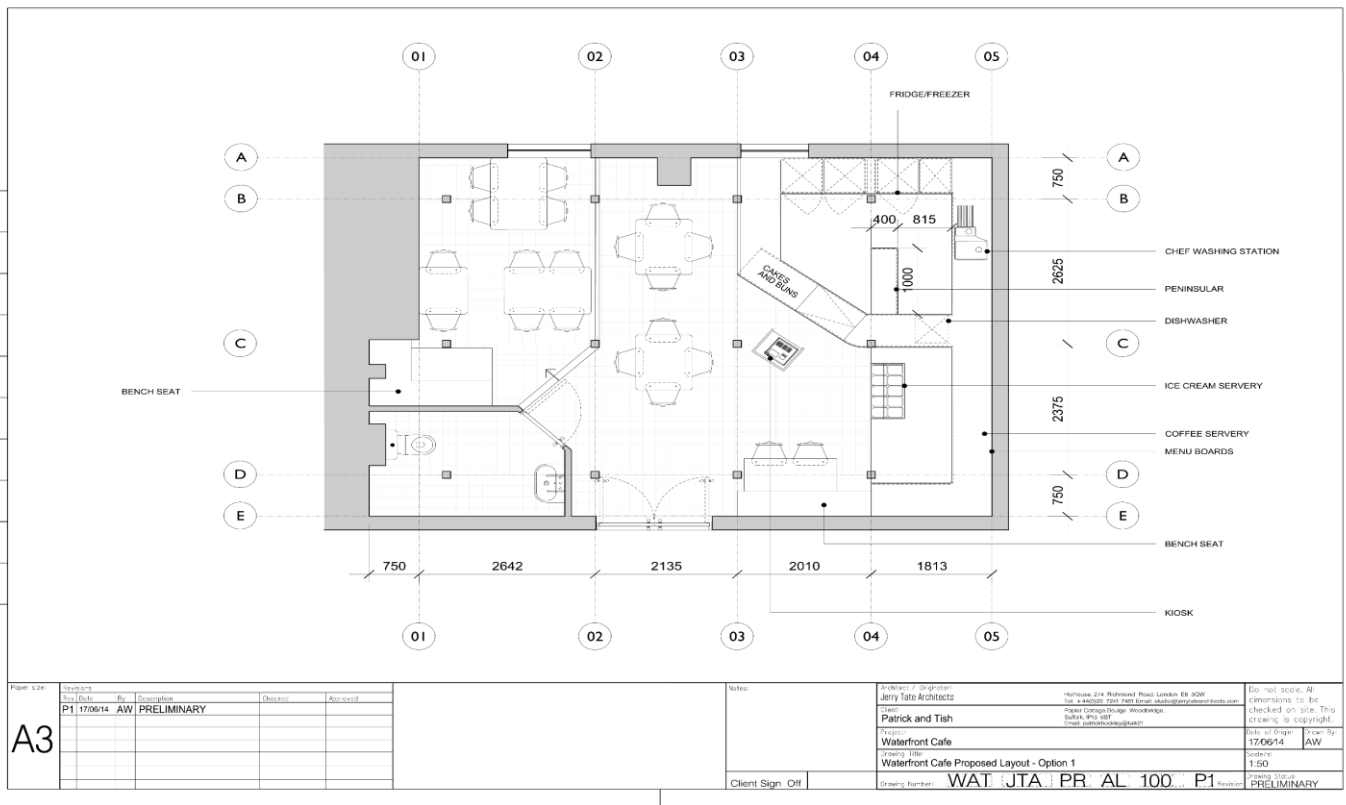 01 02 03 04 05
FRIDGE/FREEZER
A A
750
B B
400 815
CHEF WASHING STATION
CAKES
AND BUNS
1000
2625
PENINSULAR
DISHWASHER
C C
ICE CREAM SERVERY
BENCH SEAT
2375
COFFEE SERVERY
MENU BOARDS
D D
750
E E
BENCH SEAT
750 2642 2135 2010 1813
KIOSK
01 02 03 04 05
Paper size:
A3
Revisions
Rev Date By Description Checked Approved
P1 17/06/14 AW PRELIMINARY
Notes:
Client Sign Off
Architect / Originator:
Jerry Tate Architects
Client:
Patrick and Tish
Project:
Waterfront Cafe
Drawing Title:
Waterfront Cafe Proposed Layout - Option 1
Drawing Number: WAT JTA PR AL 100 P1 Revision
Do not scale. All
dimensions to be
checked on site. This
drawing is copyright.
Date of Origin: Drawn By:
17/06/14 AW
Scale/s:
1:50
Drawing Status:
PRELIMINARY